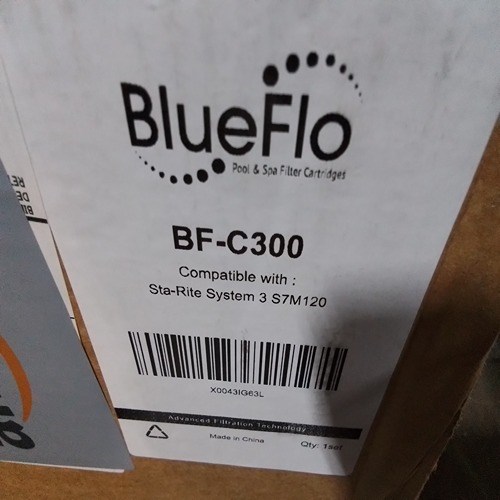 BlueFlo
Pool & Spa Filter Cartridges
BF-C300
Compatible with :
Sta-Rite System 3 S7M120
X0043IG63L
Advanced Filtration Technology
Made in China
Qty: 1set